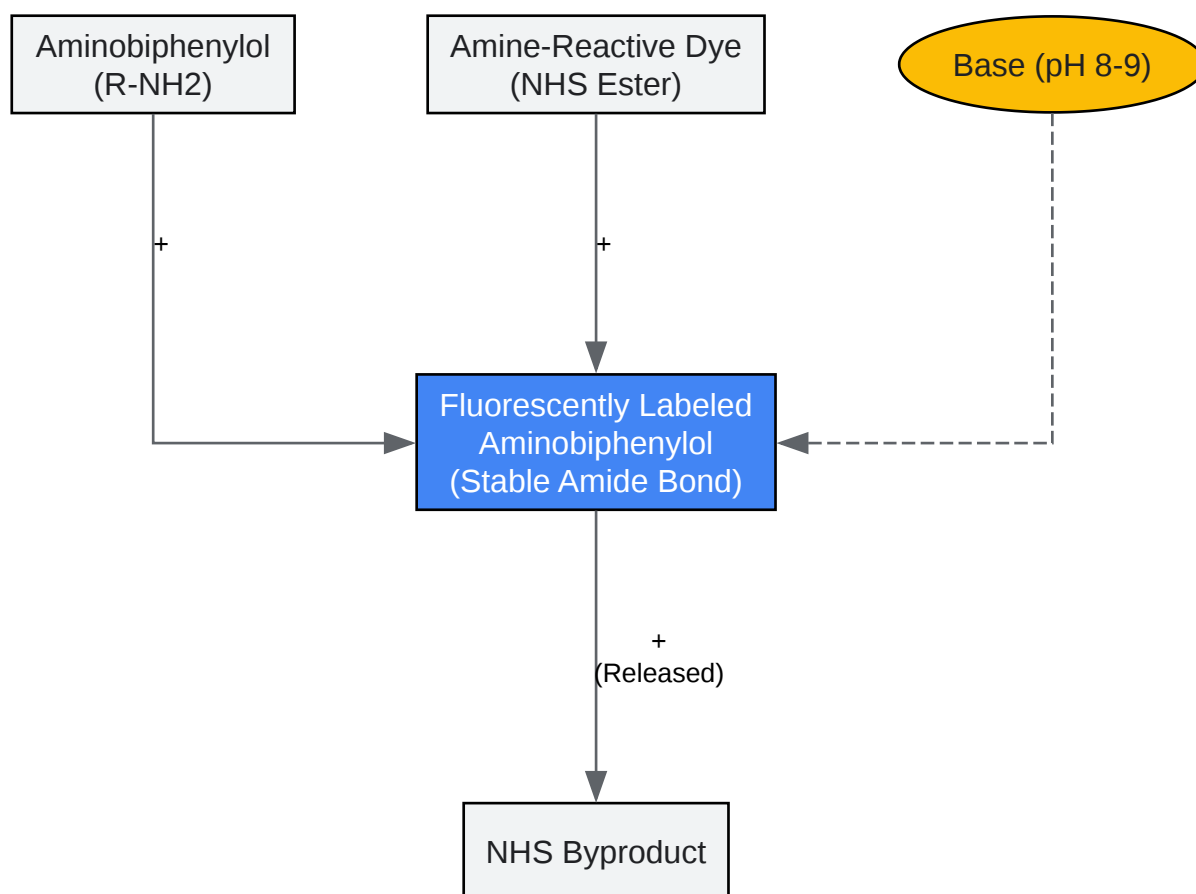 Aminobiphenylol
(R-NH2)
Amine-Reactive Dye
(NHS Ester)
Base (pH 8-9)
+
+
Fluorescently Labeled
Aminobiphenylol
(Stable Amide Bond)
+
(Released)
NHS Byproduct